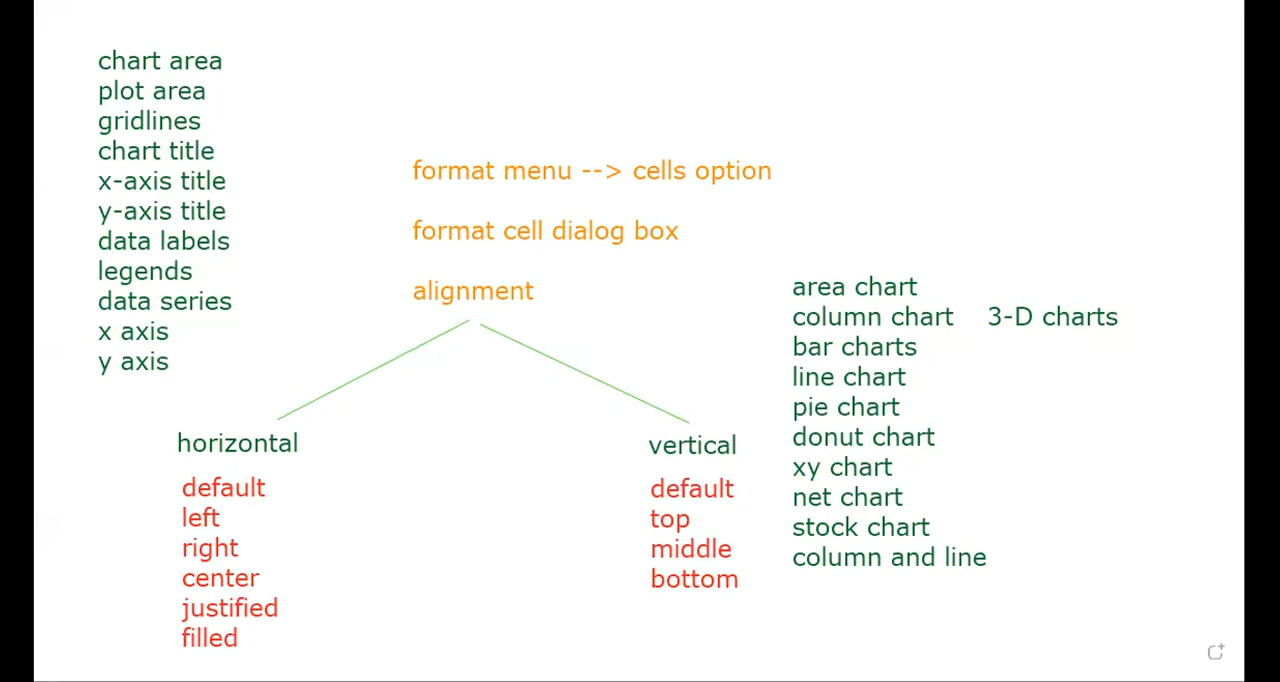 chart area
plot area
gridlines
chart title
x-axis title
y-axis title
data labels
legends
data series
x axis
y axis
format menu --> cells option
format cell dialog box
alignment
horizontal
default
left
right
center
justified
filled
vertical
default
top
middle
bottom
area chart
column chart 3-D charts
bar charts
line chart
pie chart
donut chart
xy chart
net chart
stock chart
column and line